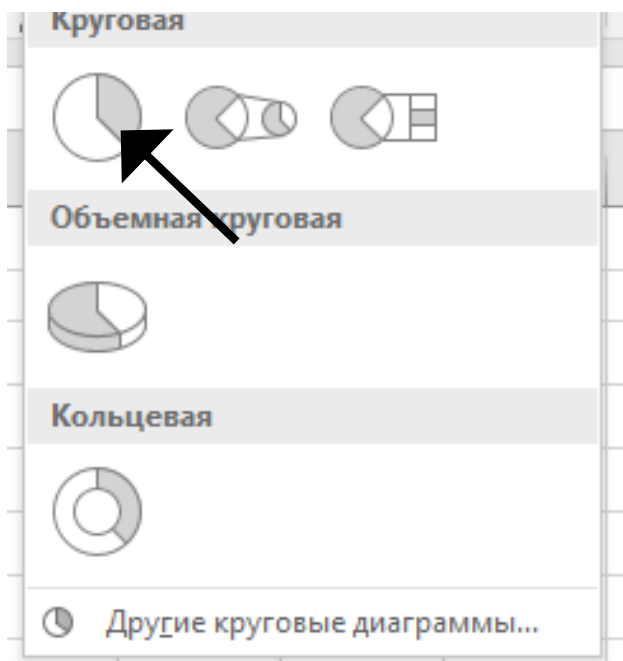 Круговая
Объемная круговая
Кольцевая
Другие круговые диаграммы...